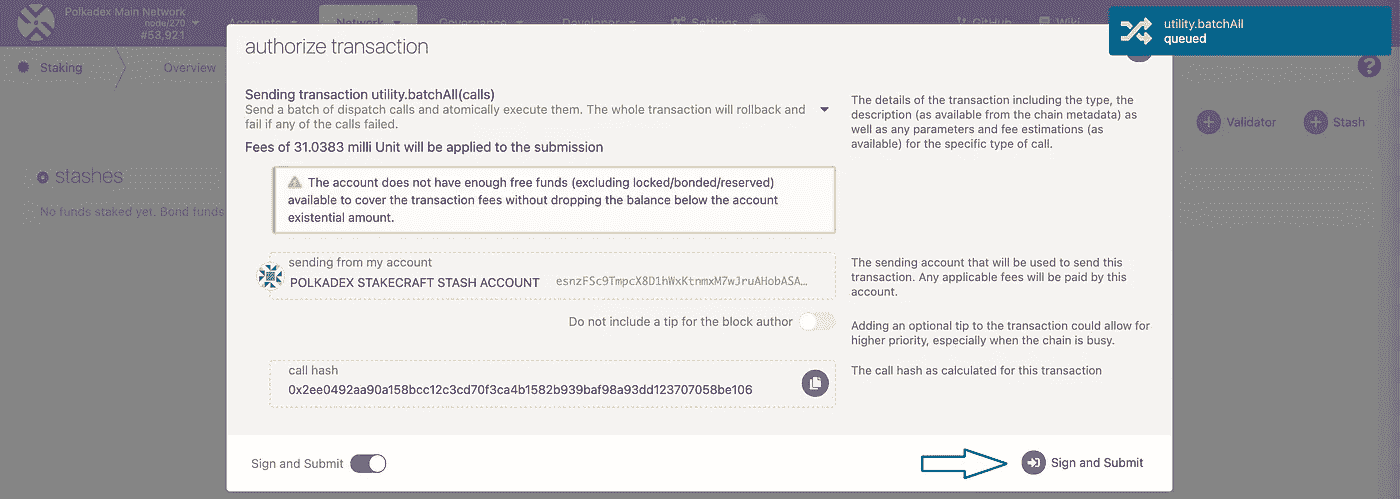 Polkadex Main Network
node/270
#53,921
Accounts
Network
Governance
Developer
Settings
GitHub
Wiki
utility.batchAll
queued
Staking
Overview
Validator
Stash
stashes
No funds staked yet. Bond funds
authorize transaction
Sending transaction utility.batchAll(calls)
Send a batch of dispatch calls and atomically execute them. The whole transaction will rollback and
fail if any of the calls failed.
Fees of 31.0383 milli Unit will be applied to the submission
The details of the transaction including the type, the
description (as available from the chain metadata) as
well as any parameters and fee estimations (as
available) for the specific type of call.
The account does not have enough free funds (excluding locked/bonded/reserved)
available to cover the transaction fees without dropping the balance below the account
existential amount.
sending from my account
POLKADEX STAKECRAFT STASH ACCOUNT esnzFSc9TmpcX8D1hWxKtnmxM7wJruAHobASA…
The sending account that will be used to send this
transaction. Any applicable fees will be paid by this
account.
Do not include a tip for the block author
Adding an optional tip to the transaction could allow for
higher priority, especially when the chain is busy.
call hash
0x2ee0492aa90a158bcc12c3cd70f3ca4b1582b939baf98a93dd123707058be106
The call hash as calculated for this transaction
Sign and Submit
Sign and Submit